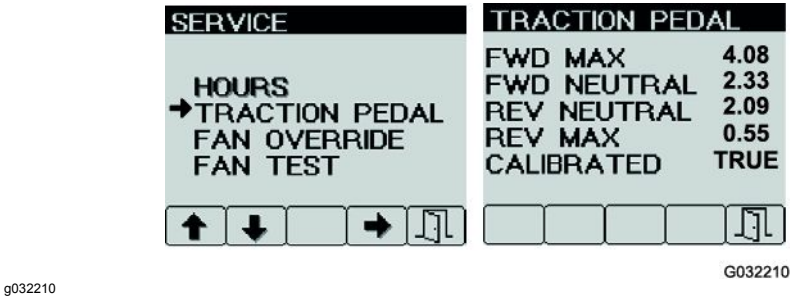 SERVICE
HOURS
TRACTION PEDAL
FAN OVERRIDE
FAN TEST
TRACTION PEDAL
FWD MAX 4.08
FWD NEUTRAL 2.33
REV NEUTRAL 2.09
REV MAX 0.55
CALIBRATED TRUE
G032210
g032210